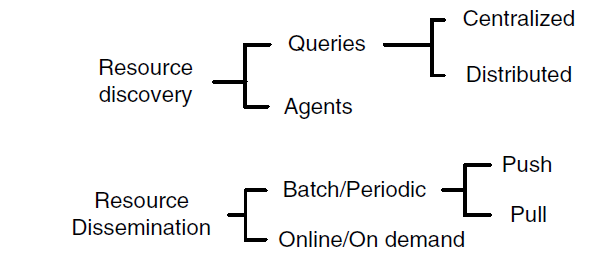 Centralized
Queries
Resource
discovery
Distributed
Agents
Push
Batch/Periodic
Resource
Dissemination
Pull
Online/On demand